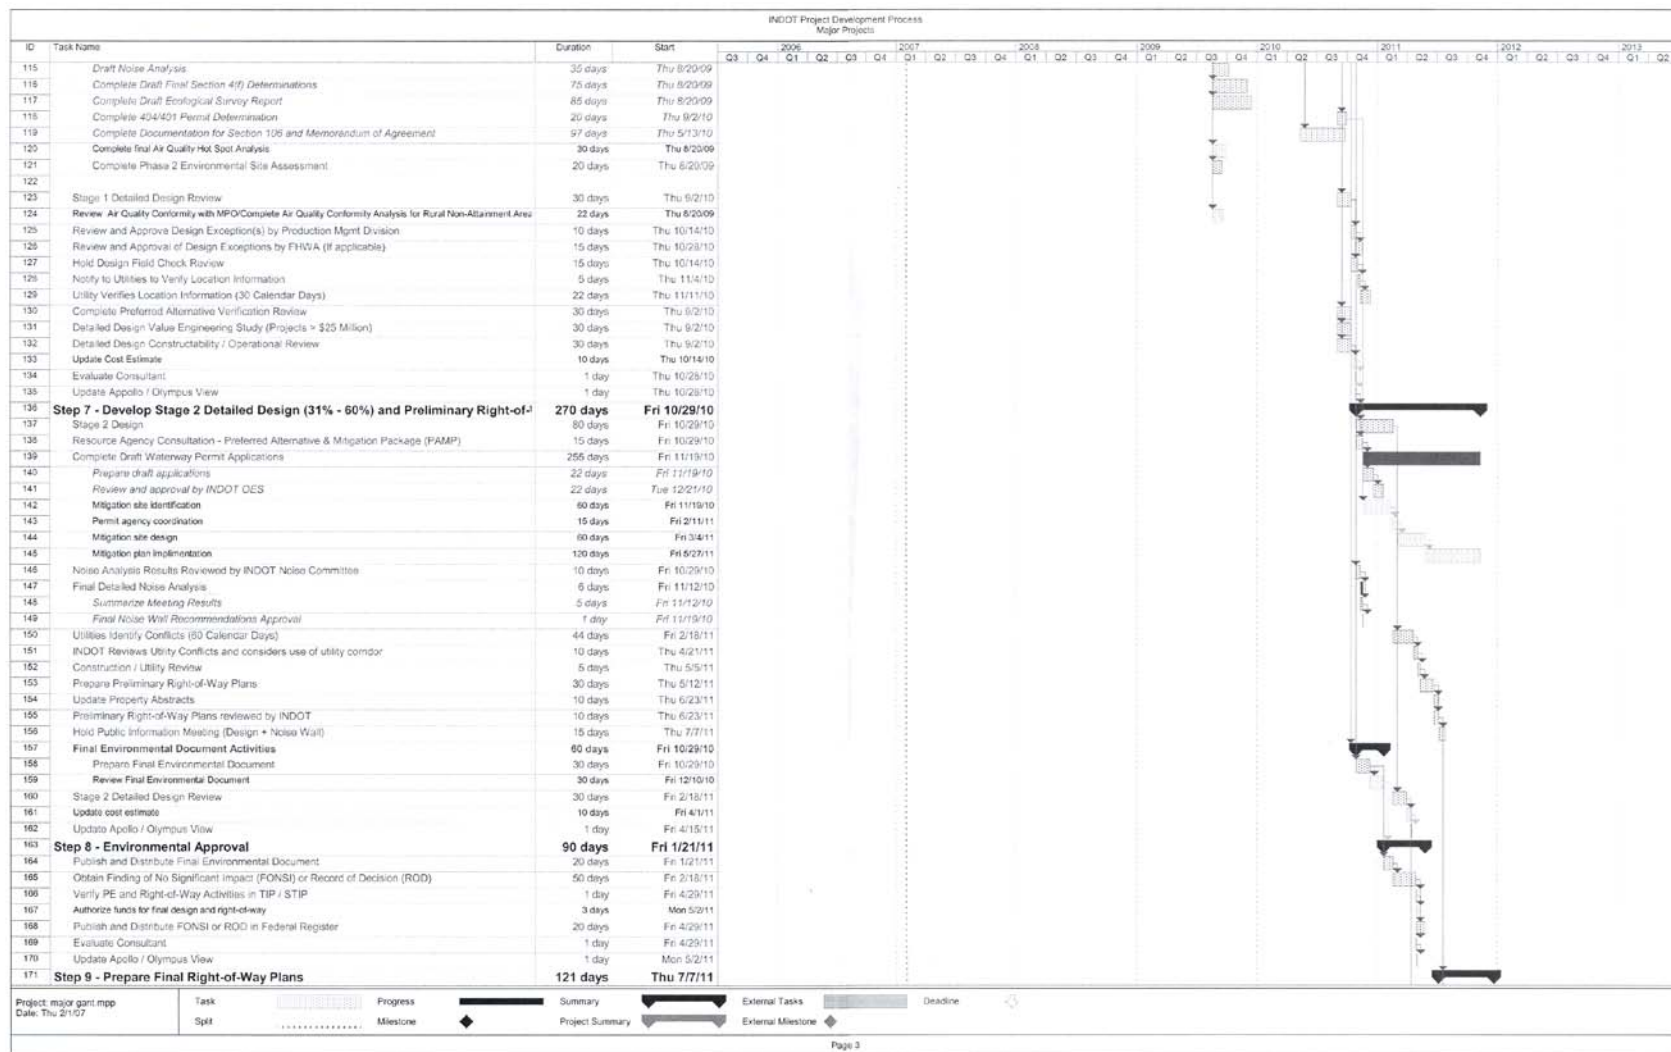 INDOT Project Development Process
Major Projects
ID Task Name Duration Start 2006 2007 2008 2009 2010 2011 2012 2013
Q3 Q4 Q1 Q2 Q3 Q4 Q1 Q2 Q3 Q4 Q1 Q2 Q3 Q4 Q1 Q2 Q3 Q4 Q1 Q2 Q3 Q4 Q1 Q2 Q3 Q4 Q1 Q2 Q3 Q4 Q1 Q2
115 Draft Noise Analysis 35 days Thu 8/20/09
116 Complete Draft Final Section 4(f) Determinations 75 days Thu 8/20/09
117 Complete Draft Ecological Survey Report 85 days Thu 8/20/09
118 Complete 404/401 Permit Determination 20 days Thu 9/2/10
119 Complete Documentation for Section 106 and Memorandum of Agreement 97 days Thu 5/13/10
120 Complete final Air Quality Hot Spot Analysis 30 days Thu 8/20/09
121 Complete Phase 2 Environmental Site Assessment 20 days Thu 8/20/09
122
123 Stage 1 Detailed Design Review 30 days Thu 9/2/10
124 Review Air Quality Conformity with MPO/Complete Air Quality Conformity Analysis for Rural Non-Attainment Area 22 days Thu 8/20/09
125 Review and Approve Design Exception(s) by Production Mgmt Division 10 days Thu 10/14/10
126 Review and Approval of Design Exceptions by FHWA (If applicable) 15 days Thu 10/28/10
127 Hold Design Field Check Review 15 days Thu 10/14/10
128 Notify to Utilities to Verify Location Information 5 days Thu 11/4/10
129 Utility Verifies Location Information (30 Calendar Days) 22 days Thu 11/11/10
130 Complete Preferred Alternative Verification Review 30 days Thu 9/2/10
131 Detailed Design Value Engineering Study (Projects > $25 Million) 30 days Thu 9/2/10
132 Detailed Design Constructability / Operational Review 30 days Thu 9/2/10
133 Update Cost Estimate 10 days Thu 10/14/10
134 Evaluate Consultant 1 day Thu 10/28/10
135 Update Appollo / Olympus View 1 day Thu 10/28/10
136 Step 7 - Develop Stage 2 Detailed Design (31% - 60%) and Preliminary Right-of-\ 270 days Fri 10/29/10
137 Stage 2 Design 80 days Fri 10/29/10
138 Resource Agency Consultation - Preferred Alternative & Mitigation Package (PAMP) 15 days Fri 10/29/10
139 Complete Draft Waterway Permit Applications 255 days Fri 11/19/10
140 Prepare draft applications 22 days Fri 11/19/10
141 Review and approval by INDOT OES 22 days Tue 12/21/10
142 Mitigation site identification 60 days Fri 11/19/10
143 Permit agency coordination 15 days Fri 2/11/11
144 Mitigation site design 60 days Fri 3/4/11
145 Mitigation plan implimentation 120 days Fri 5/27/11
146 Noise Analysis Results Reviewed by INDOT Noise Committee 10 days Fri 10/29/10
147 Final Detailed Noise Analysis 6 days Fri 11/12/10
148 Summerize Meeting Results 5 days Fri 11/12/10
149 Final Noise Wall Recommendations Approval 1 day Fri 11/19/10
150 Utilities Identify Conflicts (60 Calendar Days) 44 days Fri 2/18/11
151 INDOT Reviews Utility Conflicts and considers use of utility corridor 10 days Thu 4/21/11
152 Construction / Utility Review 5 days Thu 5/5/11
153 Prepare Preliminary Right-of-Way Plans 30 days Thu 5/12/11
154 Update Property Abstracts 10 days Thu 6/23/11
155 Preliminary Right-of-Way Plans reviewed by INDOT 10 days Thu 6/23/11
156 Hold Public Information Meeting (Design + Noise Wall) 15 days Thu 7/7/11
157 Final Environmental Document Activities 60 days Fri 10/29/10
158 Prepare Final Environmental Document 30 days Fri 10/29/10
159 Review Final Environmental Document 30 days Fri 12/10/10
160 Stage 2 Detailed Design Review 30 days Fri 2/18/11
161 Update cost estimate 10 days Fri 4/1/11
162 Update Apollo / Olympus View 1 day Fri 4/15/11
163 Step 8 - Environmental Approval 90 days Fri 1/21/11
164 Publish and Distribute Final Environmental Document 20 days Fri 1/21/11
165 Obtain Finding of No Significant Impact (FONSI) or Record of Decision (ROD) 50 days Fri 2/18/11
166 Verify PE and Right-of-Way Activities in TIP / STIP 1 day Fri 4/29/11
167 Authorize funds for final design and right-of-way 3 days Mon 5/2/11
168 Publish and Distribute FONSI or ROD in Federal Register 20 days Fri 4/29/11
169 Evaluate Consultant 1 day Fri 4/29/11
170 Update Apollo / Olympus View 1 day Mon 5/2/11
171 Step 9 - Prepare Final Right-of-Way Plans 121 days Thu 7/7/11
Project: major gant.mpp
Date: Thu 2/1/07
Task Progress Summary External Tasks Deadline
Split Milestone Project Summary External Milestone
Page 3